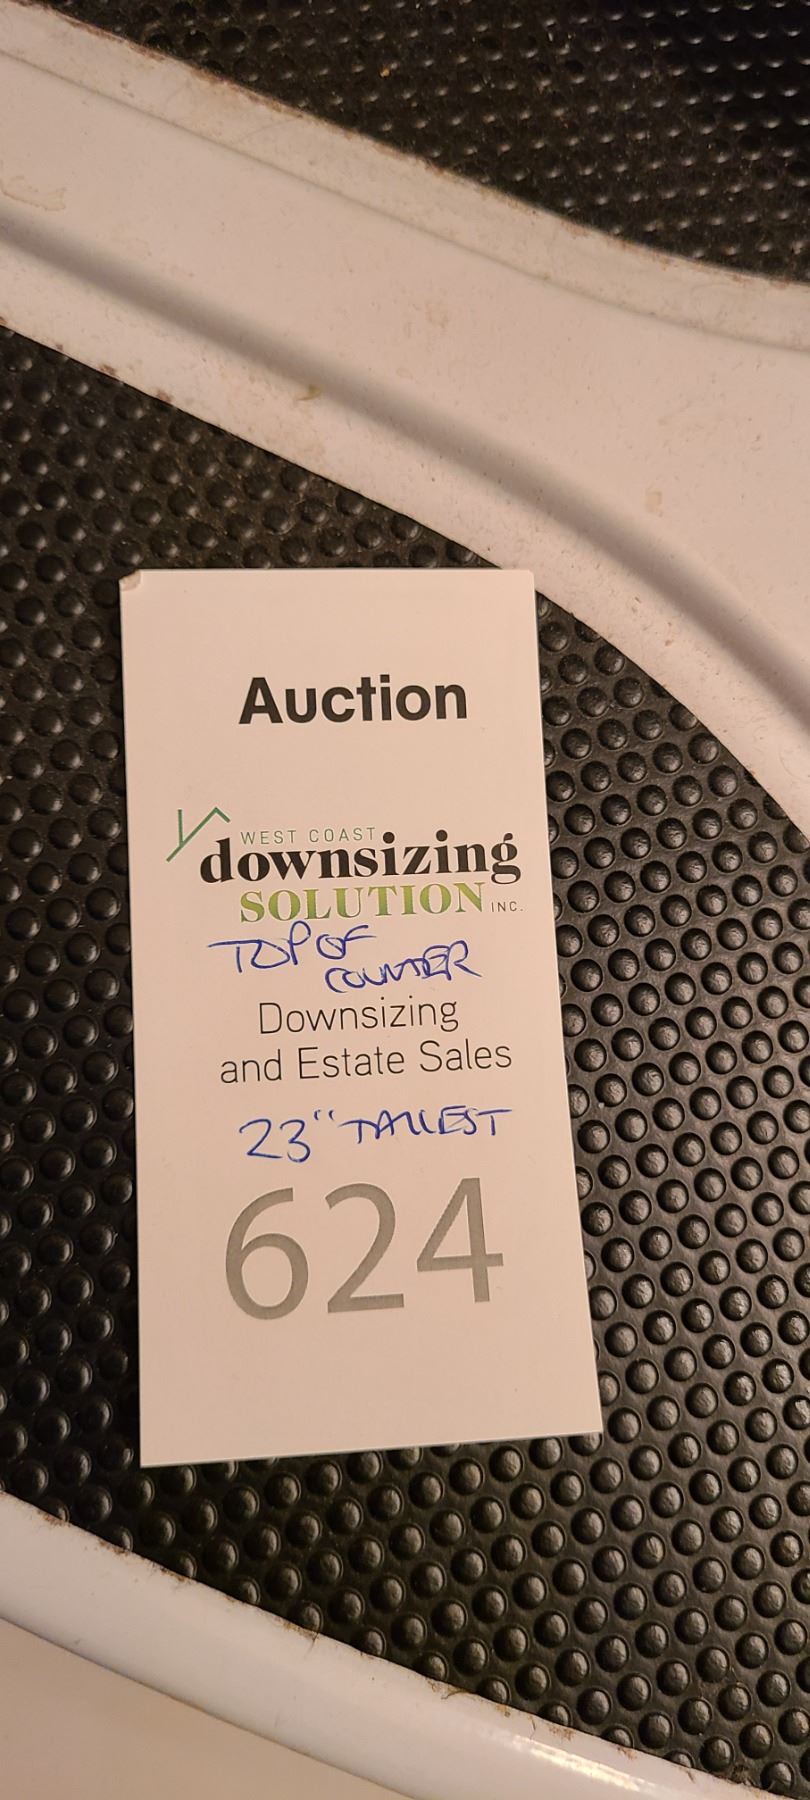 Auction
WEST COAST
downsizing
SOLUTION INC.
TOP OF
COUNTER
Downsizing
and Estate Sales
23" TALLEST
624